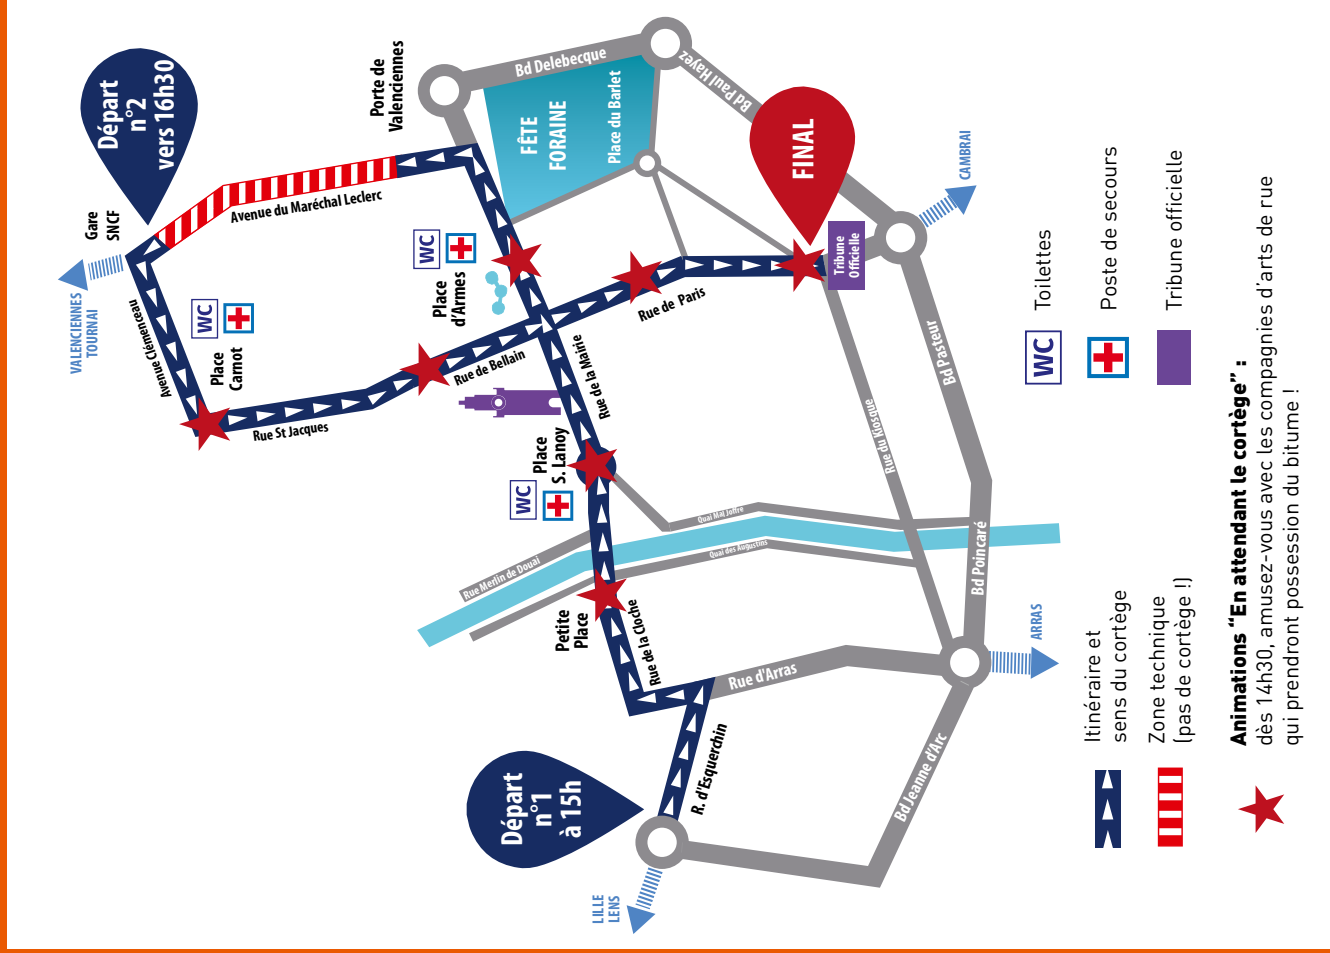 Départ
n°2
vers 16h30
Gare
SNCF
VALENCIENNES
TOURNAI
Avenue du Maréchal Leclerc
Porte de
Valenciennes
Bd Delebecque
Bd Paul Hayez
FÊTE
FORAINE
Place du Barlet
FINAL
Tribune
Officielle
CAMBRAI
Avenue Clémenceau
WC
Place
Carnot
Rue St Jacques
WC
Place
d'Armes
Rue de Bellain
Rue de Paris
Rue de la Mairie
Place
S. Lanoy
WC
Rue Merlin de Douai
Quai Mal Joffre
Quai des Augustins
Rue du Kiosque
Bd Pasteur
Bd Poincaré
Petite
Place
Rue de la Cloche
Rue d'Arras
ARRAS
R. d'Esquerchin
Bd Jeanne d'Arc
Départ
n°1
à 15h
LILLE
LENS
Itinéraire et
sens du cortège
Zone technique
(pas de cortège !)
WC
Toilettes
Poste de secours
Tribune officielle
Animations “En attendant le cortège” :
dès 14h30, amusez-vous avec les compagnies d'arts de rue
qui prendront possession du bitume !